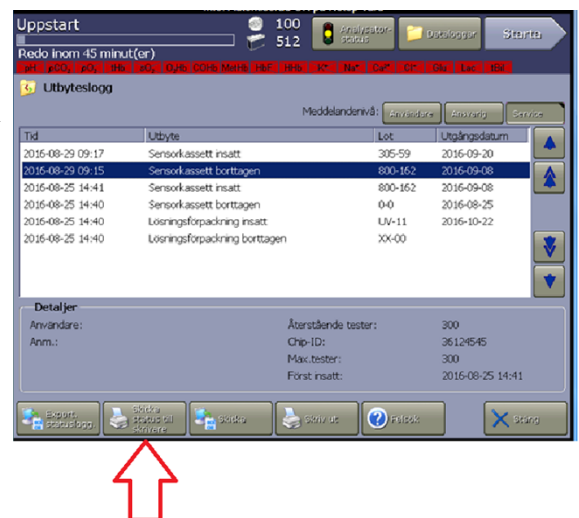 Uppstart
100
512
Analysator-
status
Dataloggar
Starta
Redo inom 45 minut(er)
pH pCO₂ pO₂ tHb sO₂ O₂Hb COHb MetHb HbF HHb K⁺ Na⁺ Ca²⁺ Cl⁻ Glu Lac tBil
Utbyteslogg
Meddelandenivå: Användare Ansvarig Service
Tid Utbyte Lot Utgångsdatum
2016-08-29 09:17 Sensorkassett insatt 305-59 2016-09-20
2016-08-29 09:15 Sensorkassett borttagen 800-162 2016-09-08
2016-08-25 14:41 Sensorkassett insatt 800-162 2016-09-08
2016-08-25 14:40 Sensorkassett borttagen 0-0 2016-08-25
2016-08-25 14:40 Lösningsförpackning insatt UV-11 2016-10-22
2016-08-25 14:40 Lösningsförpackning borttagen XX-00
Detaljer
Användare: Återstående tester: 300
Anm.: Chip-ID: 36124545
Max.tester: 300
Först insatt: 2016-08-25 14:41
Export.
statuslogg
Skicka
status till
skrivare
Skicka
Skriv ut
Felsök
Stäng